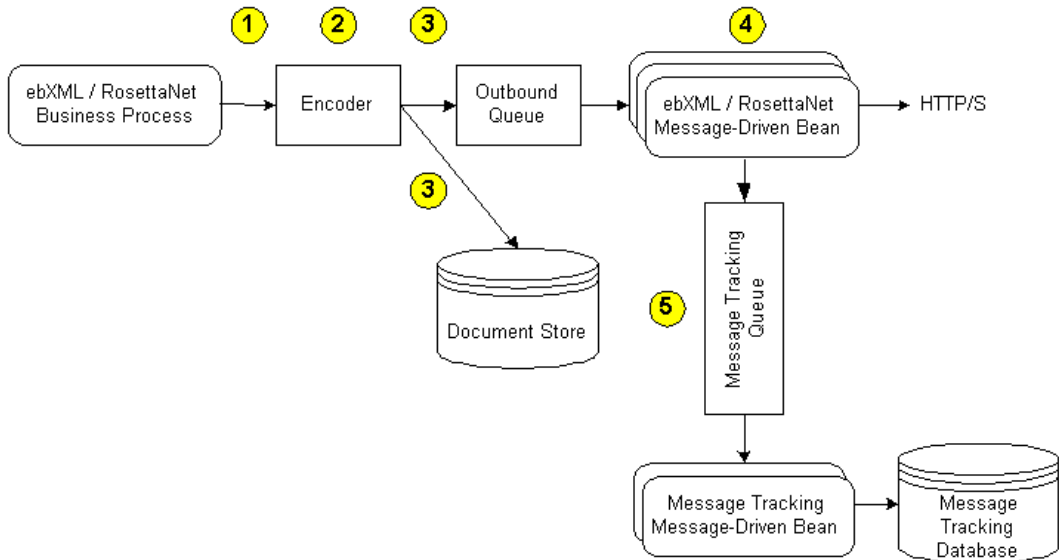 1
2
3
4
ebXML / RosettaNet
Business Process
Encoder
Outbound
Queue
ebXML / RosettaNet
Message-Driven Bean
HTTP/S
3
Document Store
5
Message Tracking
Queue
Message Tracking
Message-Driven Bean
Message
Tracking
Database